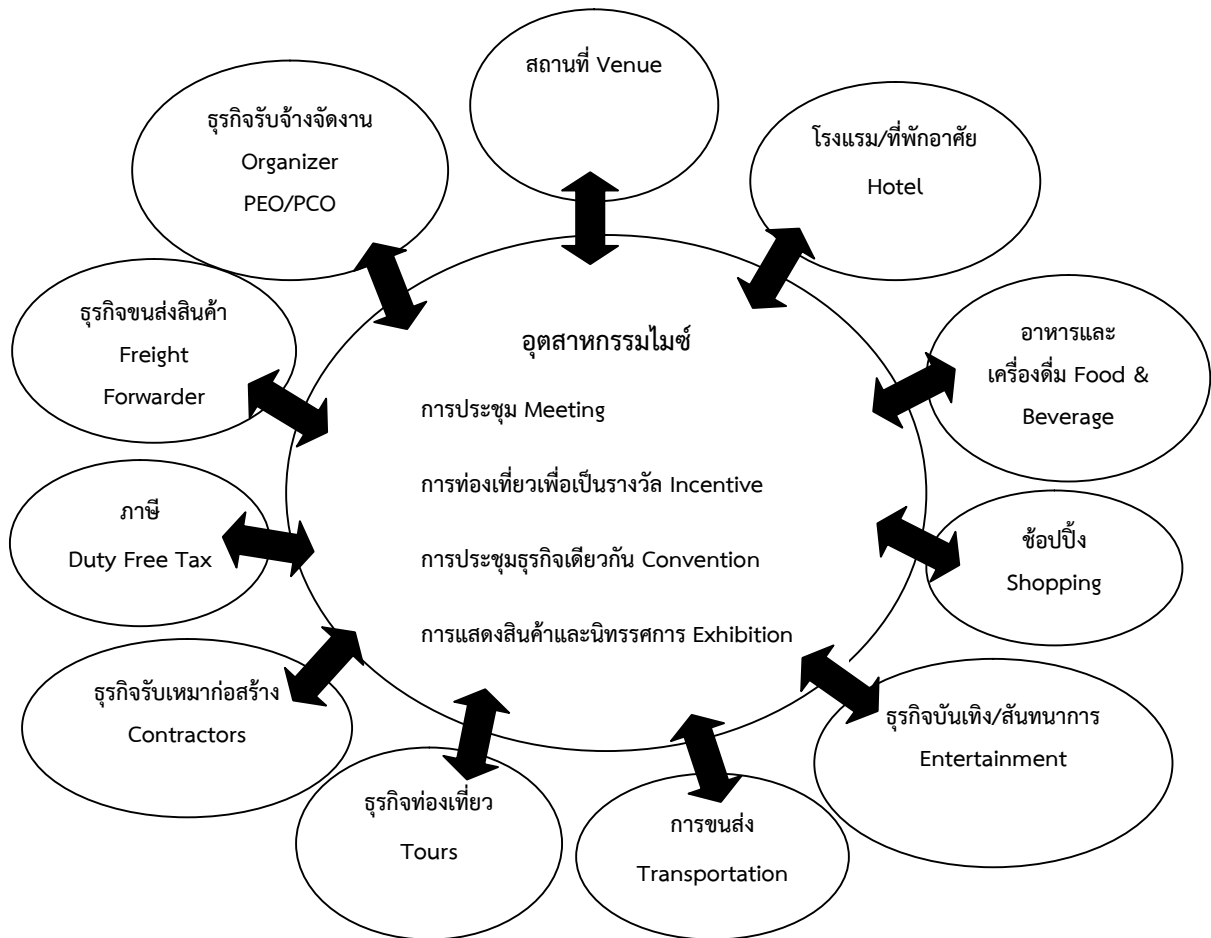 สถานที่ Venue
ธุรกิจรับจ้างจัดงาน
Organizer
PEO/PCO
โรงแรม/ที่พักอาศัย
Hotel
ธุรกิจขนส่งสินค้า
Freight
Forwarder
อาหารและ
เครื่องดื่ม Food &
Beverage
อุตสาหกรรมไมซ์
การประชุม Meeting
การท่องเที่ยวเพื่อเป็นรางวัล Incentive
การประชุมธุรกิจเดียวกัน Convention
การแสดงสินค้าและนิทรรศการ Exhibition
ภาษี
Duty Free Tax
ช้อปปิ้ง
Shopping
ธุรกิจรับเหมาก่อสร้าง
Contractors
ธุรกิจบันเทิง/สันทนาการ
Entertainment
ธุรกิจท่องเที่ยว
Tours
การขนส่ง
Transportation